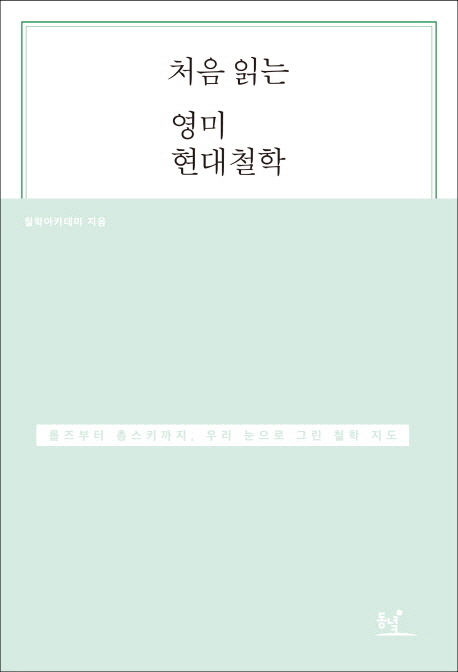 처음 읽는
영미
현대철학
철학아카데미 지음
롤즈부터 촘스키까지, 우리 눈으로 그린 철학 지도
동녘